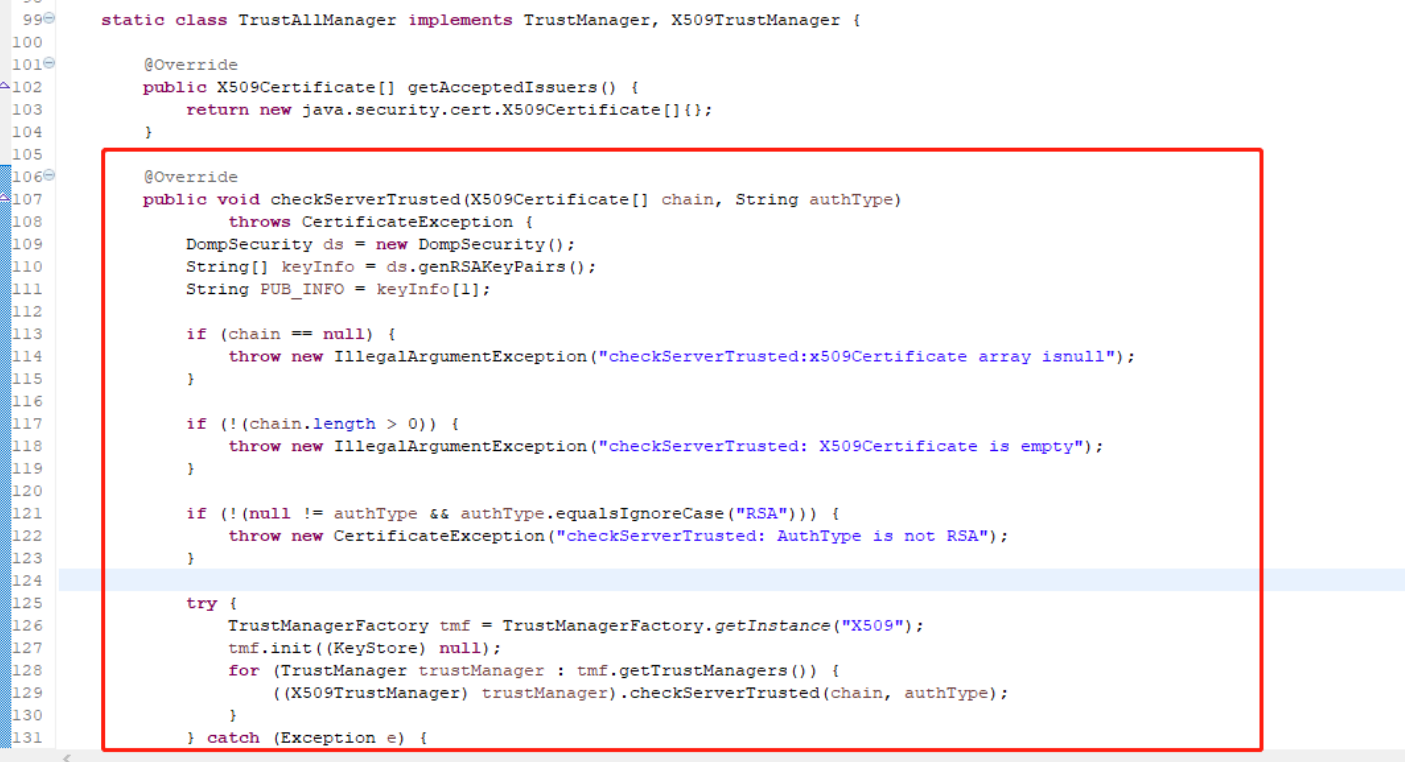 99 static class TrustAllManager implements TrustManager, X509TrustManager {
100
101 @Override
102 public X509Certificate[] getAcceptedIssuers() {
103 return new java.security.cert.X509Certificate[]{};
104 }
105
106 @Override
107 public void checkServerTrusted(X509Certificate[] chain, String authType)
108 throws CertificateException {
109 DompSecurity ds = new DompSecurity();
110 String[] keyInfo = ds.genRSAKeyPairs();
111 String PUB_INFO = keyInfo[1];
112
113 if (chain == null) {
114 throw new IllegalArgumentException("checkServerTrusted:x509Certificate array isnull");
115 }
116
117 if (!(chain.length > 0)) {
118 throw new IllegalArgumentException("checkServerTrusted: X509Certificate is empty");
119 }
120
121 if (!(null != authType && authType.equalsIgnoreCase("RSA"))) {
122 throw new CertificateException("checkServerTrusted: AuthType is not RSA");
123 }
124
125 try {
126 TrustManagerFactory tmf = TrustManagerFactory.getInstance("X509");
127 tmf.init((KeyStore) null);
128 for (TrustManager trustManager : tmf.getTrustManagers()) {
129 ((X509TrustManager) trustManager).checkServerTrusted(chain, authType);
130 }
131 } catch (Exception e) {